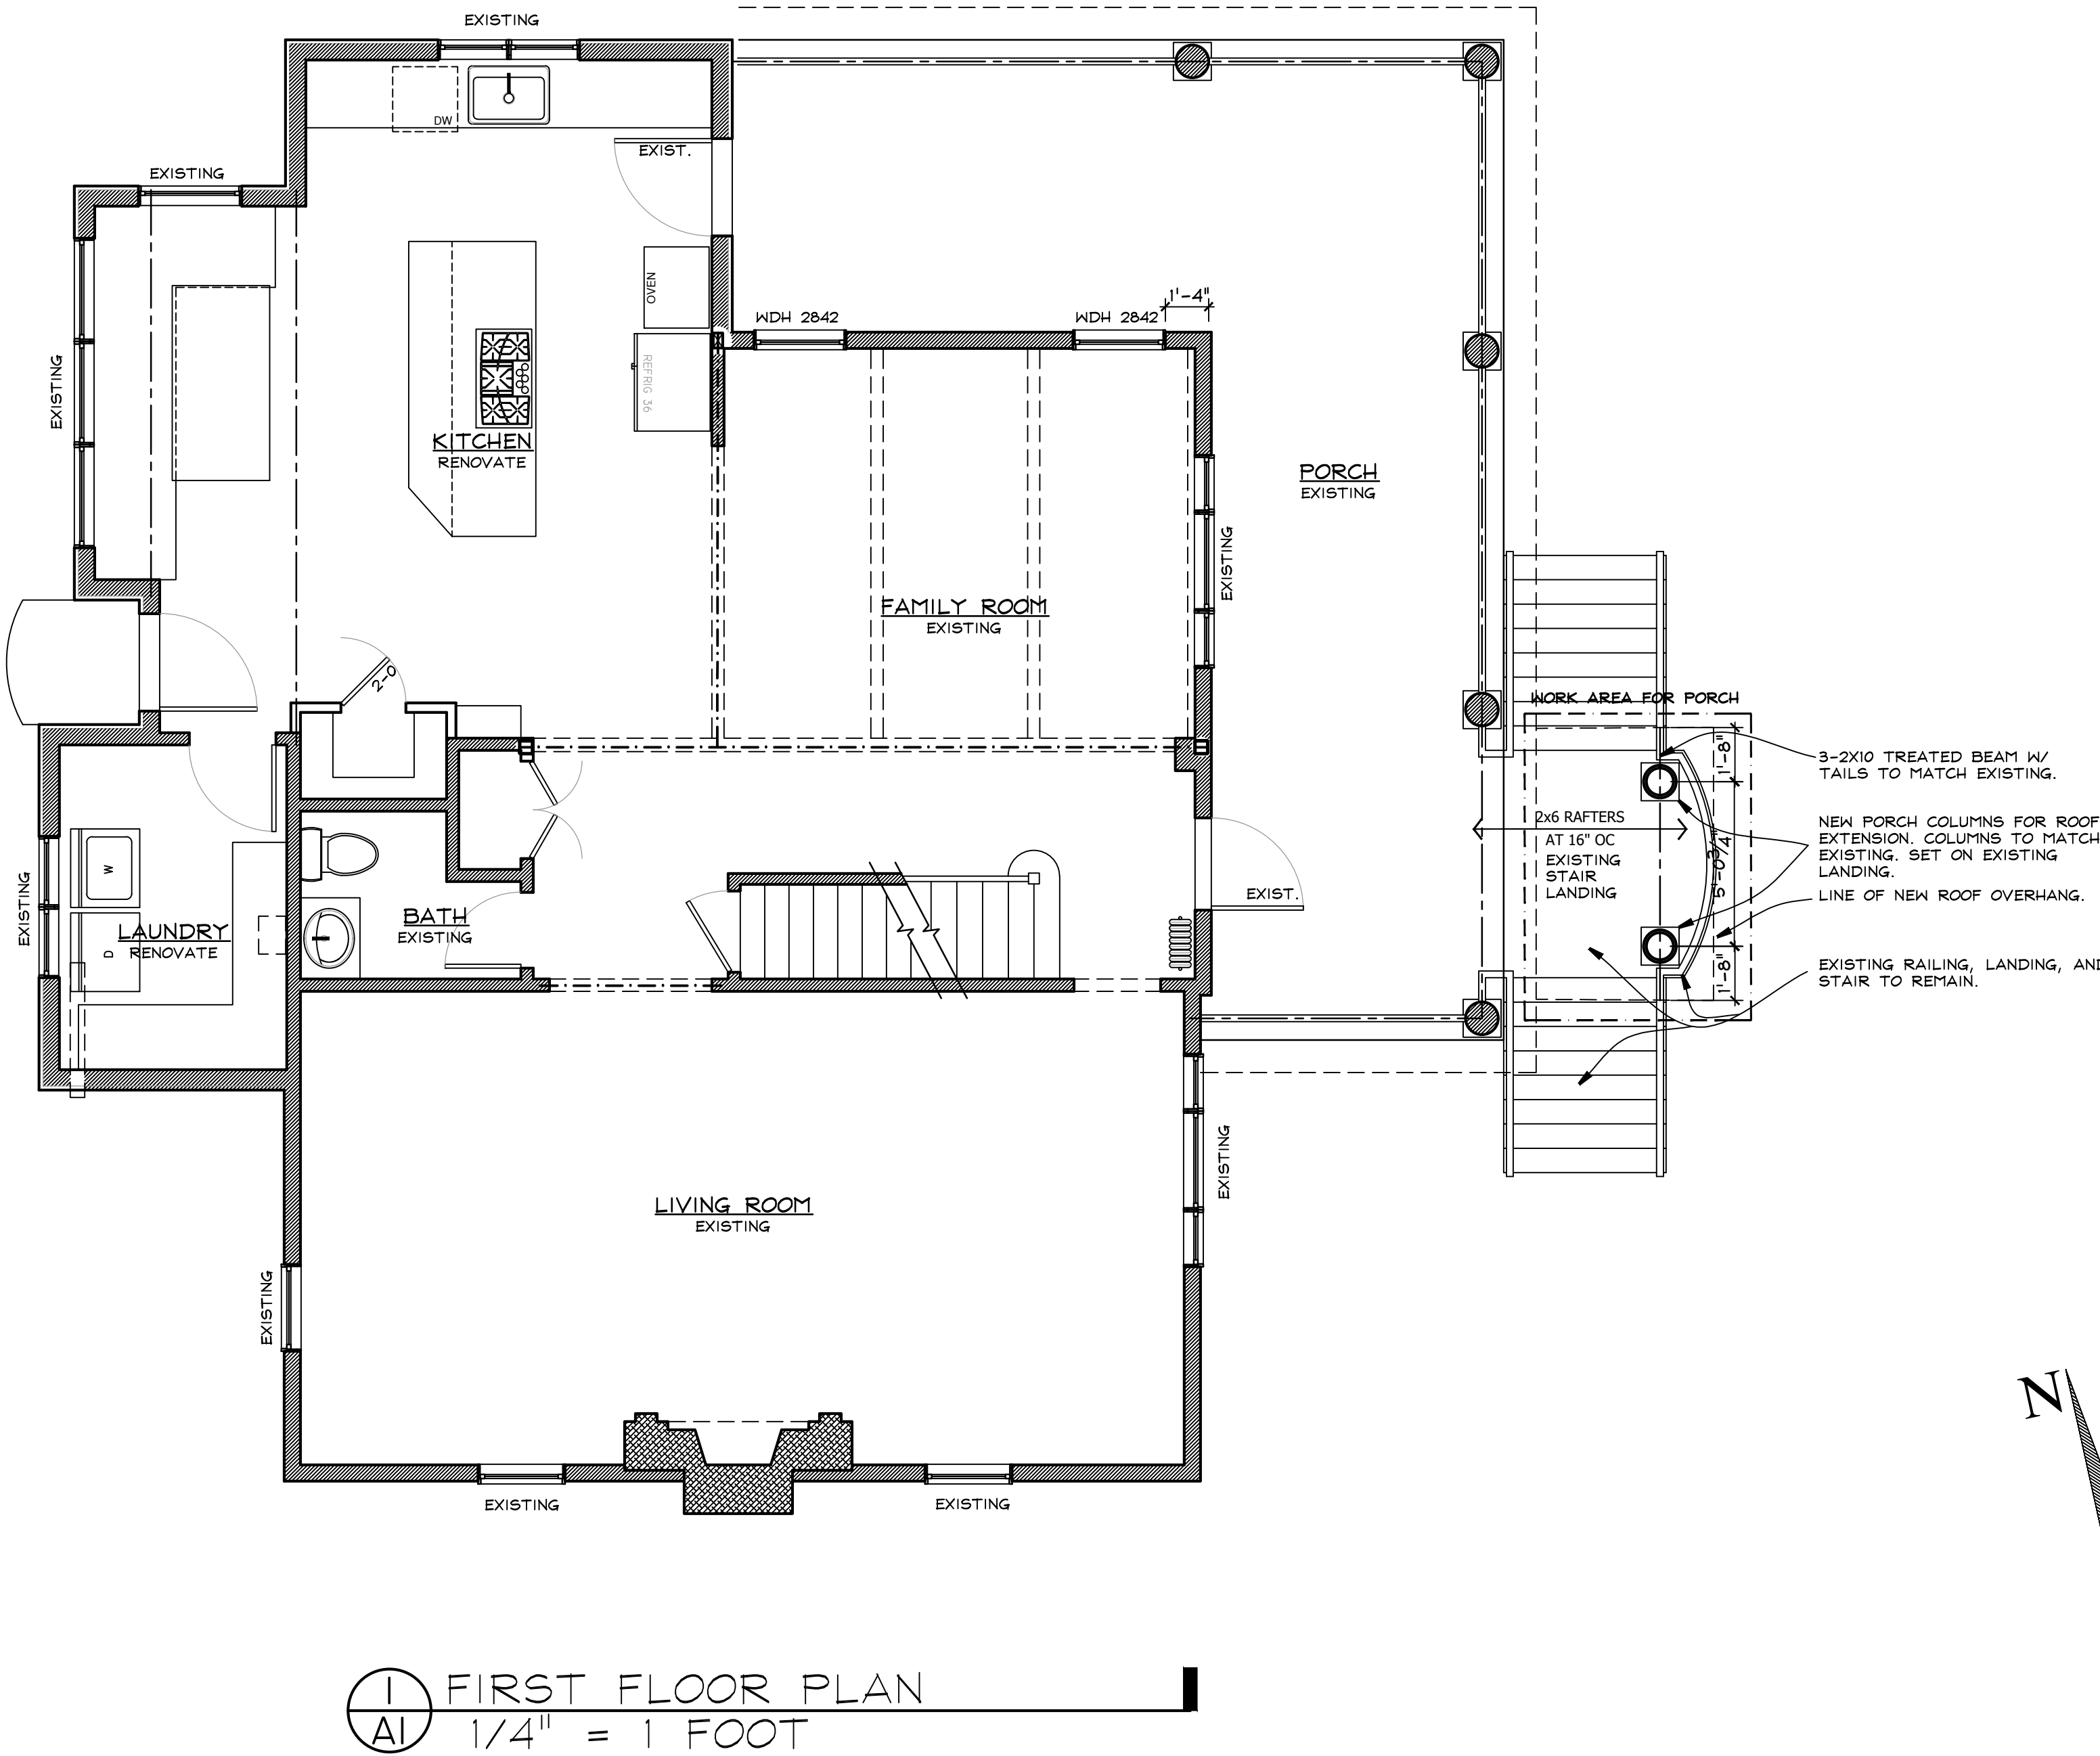 EXISTING
DW
EXIST.
EXISTING
OVEN
1'-4"
WDH 2842
WDH 2842
REFRIG 36
EXISTING
KITCHEN
RENOVATE
PORCH
EXISTING
EXISTING
FAMILY ROOM
EXISTING
2-0
WORK AREA FOR PORCH
1'-8"
3-2X10 TREATED BEAM W/
TAILS TO MATCH EXISTING.
2x6 RAFTERS
AT 16" OC
EXISTING
STAIR
LANDING
5'-0 3/4"
NEW PORCH COLUMNS FOR ROOF
EXTENSION. COLUMNS TO MATCH
EXISTING. SET ON EXISTING
LANDING.
LINE OF NEW ROOF OVERHANG.
W
EXISTING
EXIST.
BATH
EXISTING
LAUNDRY
RENOVATE
D
1'-8"
EXISTING RAILING, LANDING, AND
STAIR TO REMAIN.
EXISTING
LIVING ROOM
EXISTING
EXISTING
EXISTING
EXISTING
N
1
A1
FIRST FLOOR PLAN
1/4" = 1 FOOT